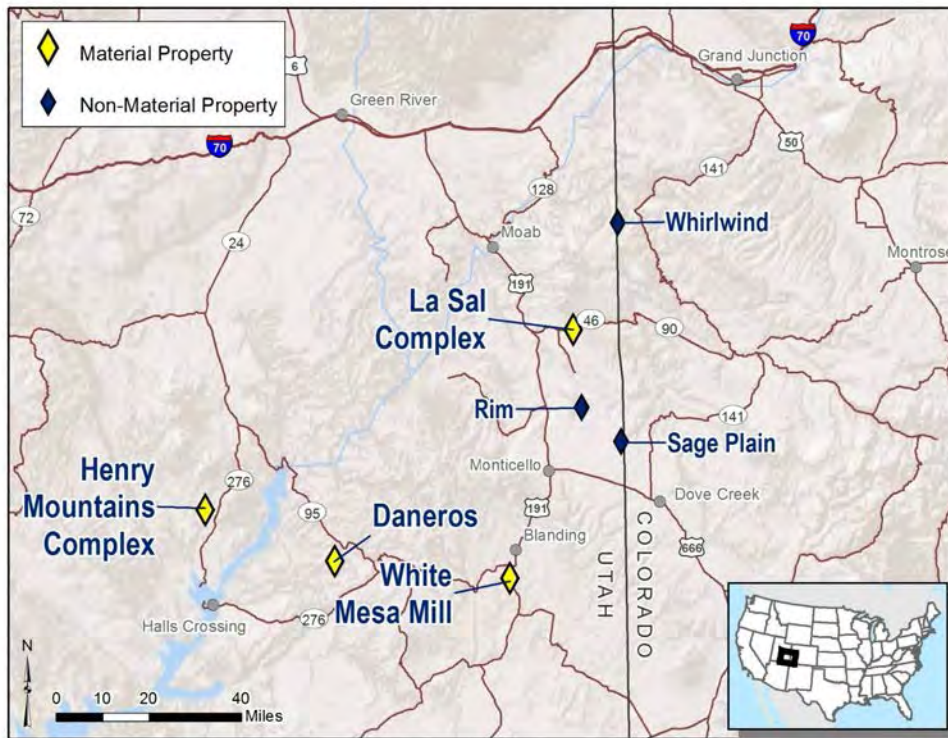 Material Property
Non-Material Property
70
Grand Junction
6
Green River
70
50
141
128
72
Whirlwind
24
Moab
Montrose
191
La Sal
Complex
46
90
Rim
141
Sage Plain
Monticello
Henry
Mountains
Complex
276
95
Daneros
191
Dove Creek
Blanding
666
White
Mesa Mill
UTAH
COLORADO
Halls Crossing
276
N
0 10 20 40
Miles